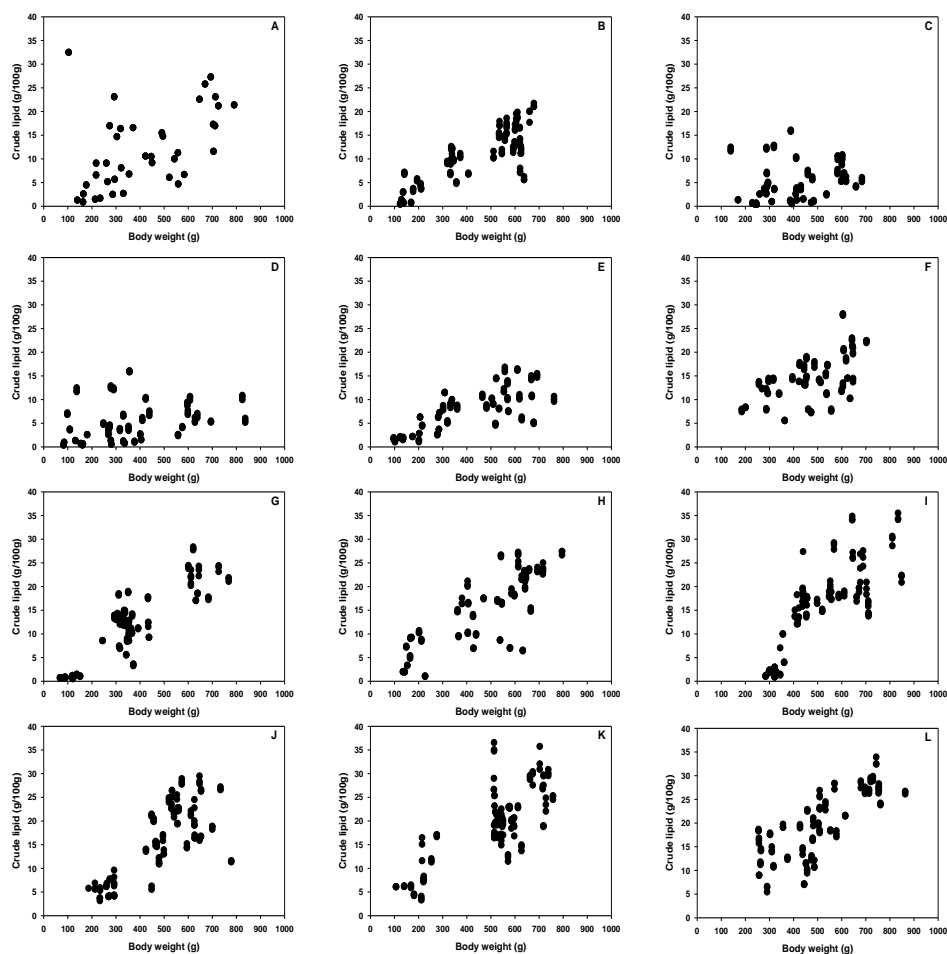 40 A 40 B 40 C
35 35 35
30 30 30
25 25 25
Crude lipid (g/100g) Crude lipid (g/100g) Crude lipid (g/100g)
20 20 20
15 15 15
10 10 10
5 5 5
0 0 0
0 100 200 300 400 500 600 700 800 900 1000 0 100 200 300 400 500 600 700 800 900 1000 0 100 200 300 400 500 600 700 800 900 1000
Body weight (g) Body weight (g) Body weight (g)
40 D 40 E 40 F
35 35 35
30 30 30
25 25 25
Crude lipid (g/100g) Crude lipid (g/100g) Crude lipid (g/100g)
20 20 20
15 15 15
10 10 10
5 5 5
0 0 0
0 100 200 300 400 500 600 700 800 900 1000 0 100 200 300 400 500 600 700 800 900 1000 0 100 200 300 400 500 600 700 800 900 1000
Body weight (g) Body weight (g) Body weight (g)
40 G 40 H 40 I
35 35 35
30 30 30
25 25 25
Crude lipid (g/100g) Crude lipid (g/100g) Crude lipid (g/100g)
20 20 20
15 15 15
10 10 10
5 5 5
0 0 0
0 100 200 300 400 500 600 700 800 900 1000 0 100 200 300 400 500 600 700 800 900 1000 0 100 200 300 400 500 600 700 800 900 1000
Body weight (g) Body weight (g) Body weight (g)
40 J 40 K 40 L
35 35 35
30 30 30
25 25 25
Crude lipid (g/100g) Crude lipid (g/100g) Crude lipid (g/100g)
20 20 20
15 15 15
10 10 10
5 5 5
0 0 0
0 100 200 300 400 500 600 700 800 900 1000 0 100 200 300 400 500 600 700 800 900 1000 0 100 200 300 400 500 600 700 800 900 1000
Body weight (g) Body weight (g) Body weight (g)